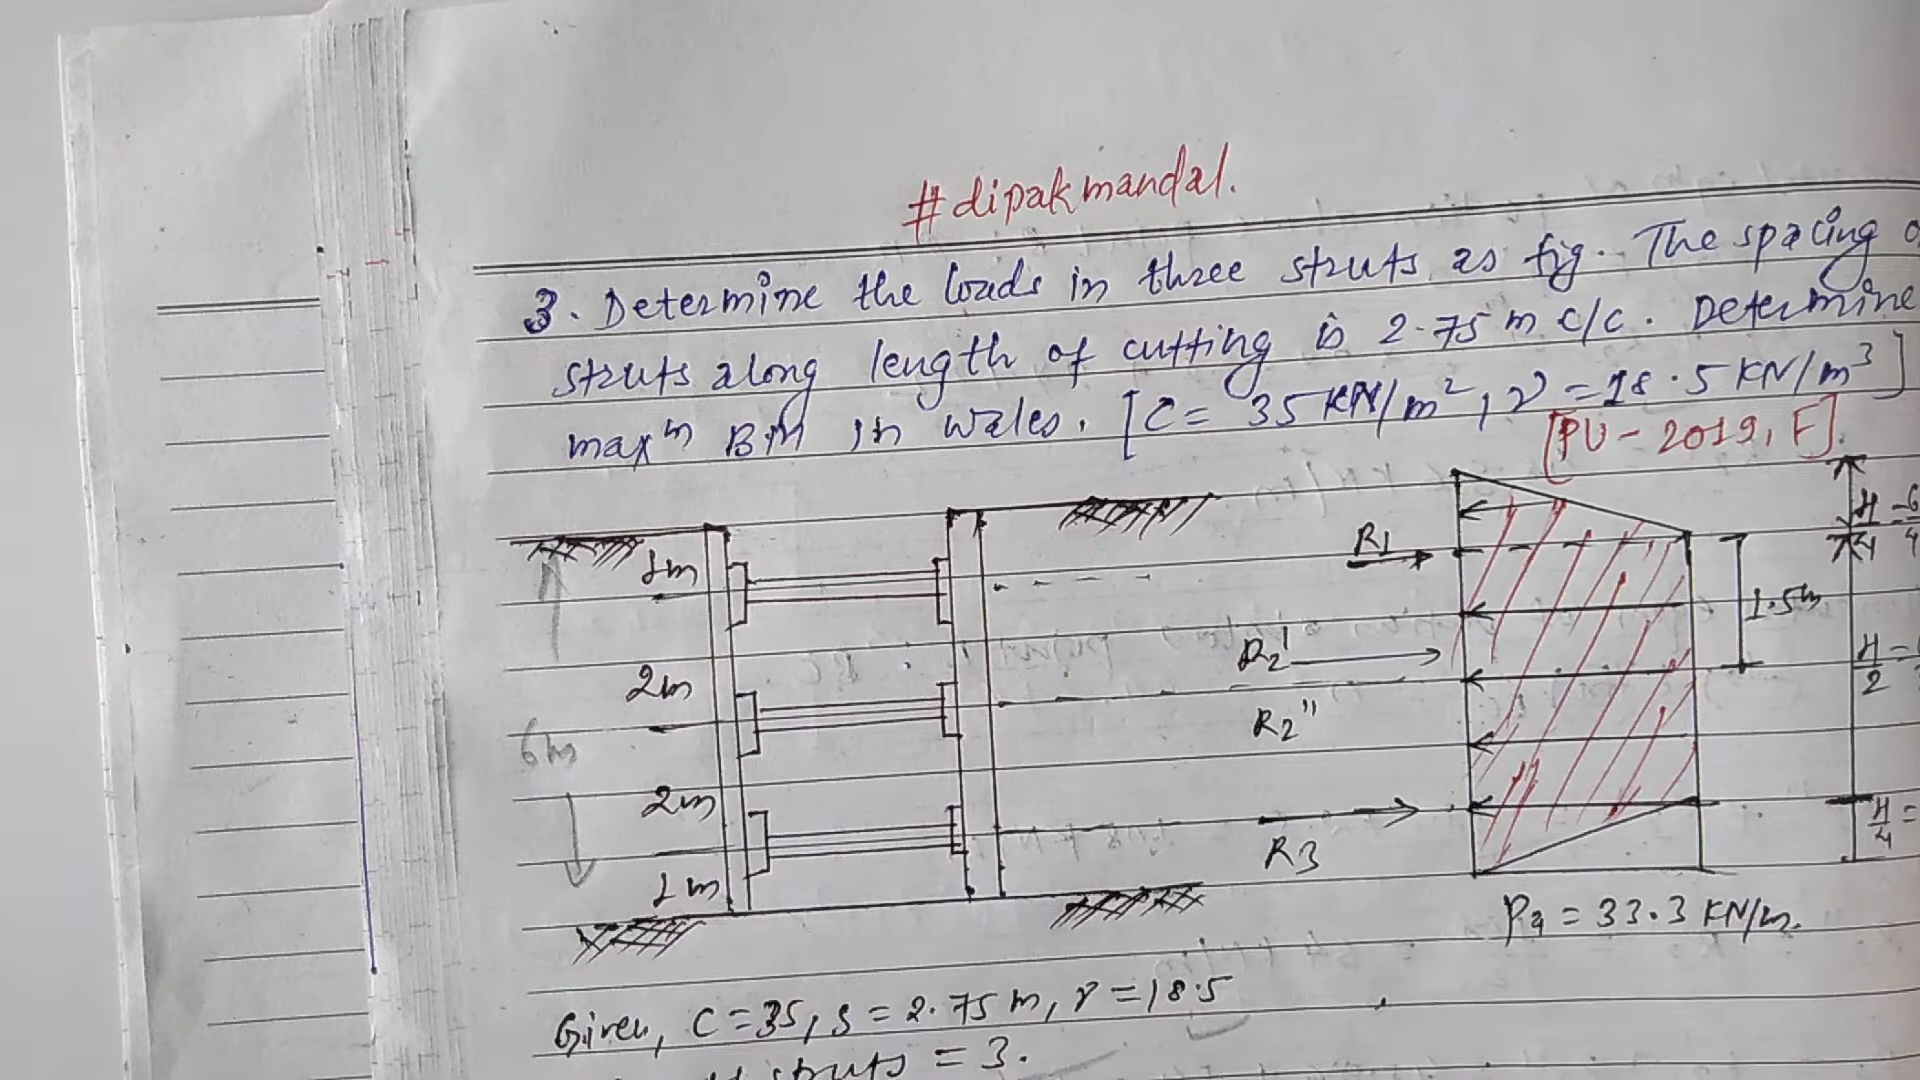 #dipakmandal.
3. Determine the loads in three struts as fig. The spacing
struts along length of cutting is 2.75 m c/c. Determine
maxᵐ BM in wales. [C = 35 KN/m², γ = 18.5 KN/m³]
[PU - 2019, F].
1m
2m
6m
2m
1m
R1
R2'
R2"
R3
1.5m
H/4 = 6/4
H/2 =
H/4 =
Pa = 33.3 KN/m.
Given, C = 35, s = 2.75 m, γ = 18.5
struts = 3.